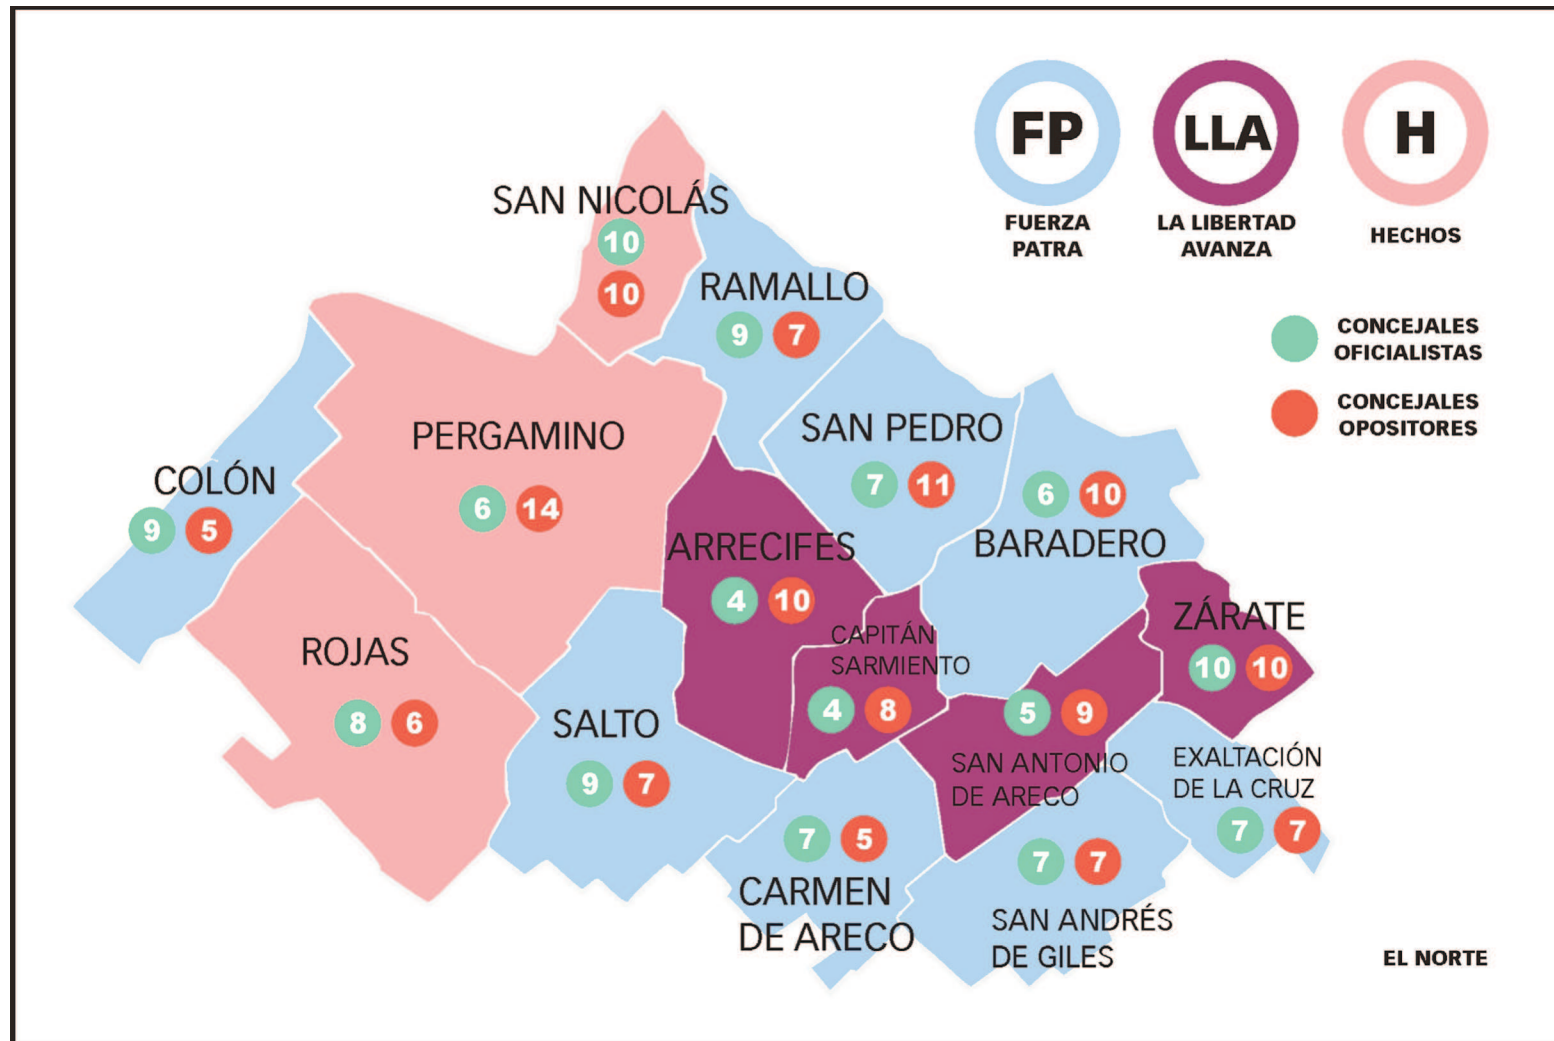 FP
LLA
H
FUERZA
PATRA
LA LIBERTAD
AVANZA
HECHOS
SAN NICOLÁS
10
10
RAMALLO
9 7
CONCEJALES
OFICIALISTAS
CONCEJALES
OPOSITORES
PERGAMINO
6 14
SAN PEDRO
7 11
6 10
BARADERO
COLÓN
9 5
ARRECIFES
4 10
ZÁRATE
10 10
CAPITÁN
SARMIENTO
4 8
ROJAS
8 6
SALTO
9 7
5 9
SAN ANTONIO
DE ARECO
EXALTACIÓN
DE LA CRUZ
7 7
7 5
CARMEN
DE ARECO
7 7
SAN ANDRÉS
DE GILES
EL NORTE